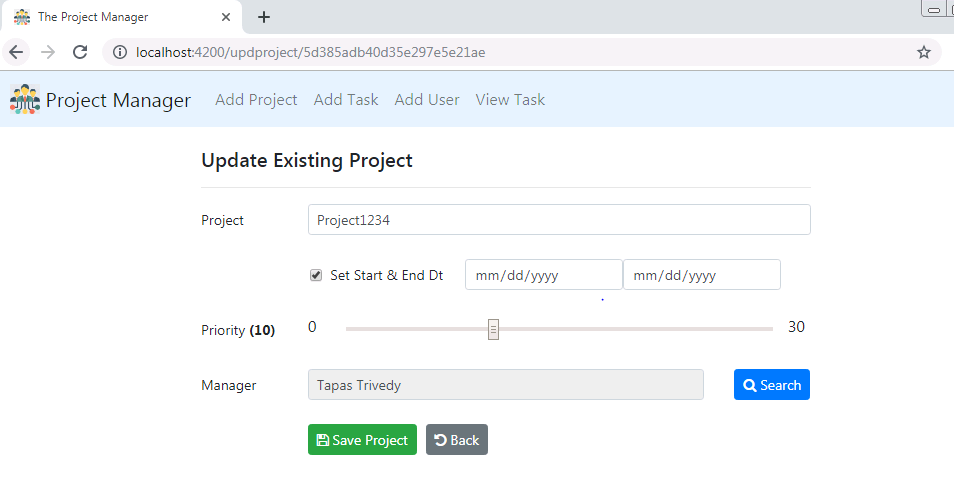 The Project Manager
localhost:4200/updproject/5d385adb40d35e297e5e21ae
Project Manager Add Project Add Task Add User View Task
Update Existing Project
Project Project1234
Set Start & End Dt mm/dd/yyyy mm/dd/yyyy
Priority (10) 0 30
Manager Tapas Trivedy Search
Save Project Back